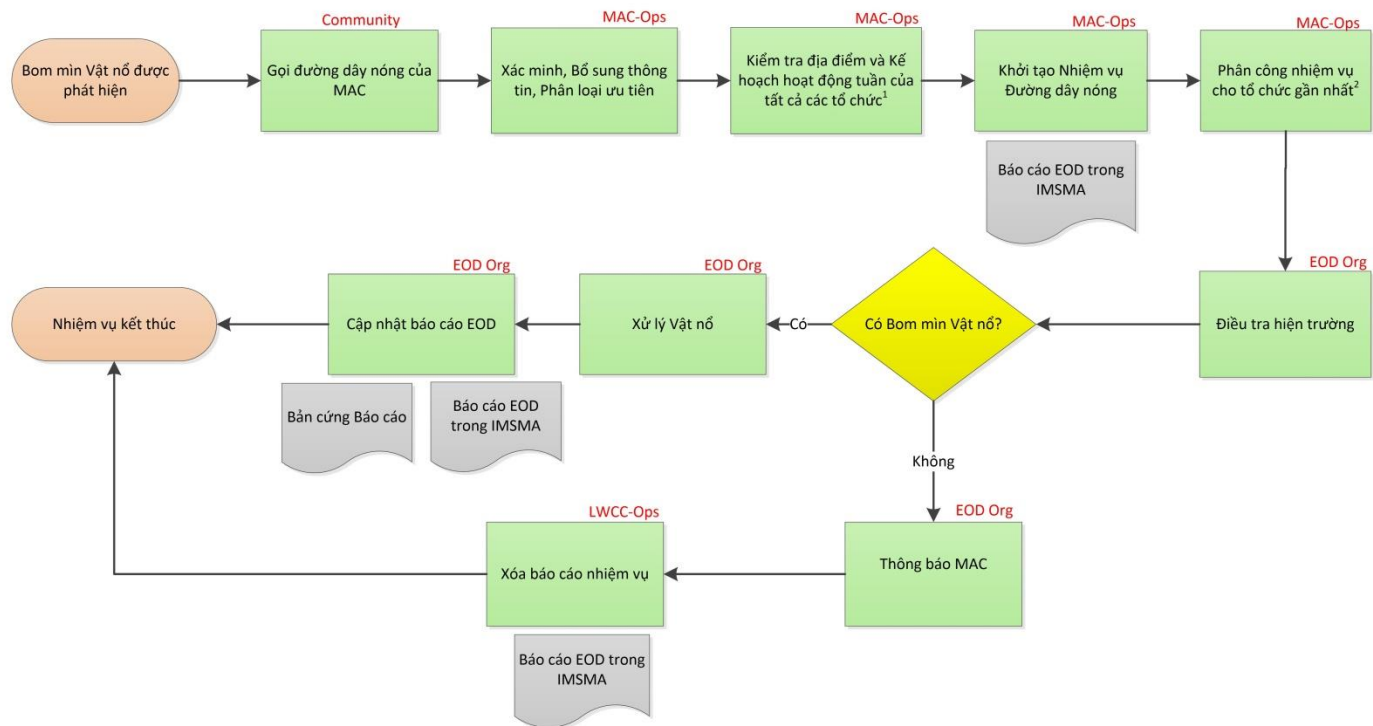 Community
MAC-Ops
MAC-Ops
MAC-Ops
MAC-Ops
Bom mìn Vật nổ được
phát hiện
Gọi đường dây nóng của
MAC
Xác minh, Bổ sung thông
tin, Phân loại ưu tiên
Kiểm tra địa điểm và Kế
hoạch hoạt động tuần của
tất cả các tổ chức¹
Khởi tạo Nhiệm vụ
Đường dây nóng
Phân công nhiệm vụ
cho tổ chức gần nhất²
Báo cáo EOD trong
IMSMA
EOD Org
Điều tra hiện trường
Có Bom mìn Vật nổ?
Có
EOD Org
Xử lý Vật nổ
EOD Org
Cập nhật báo cáo EOD
Nhiệm vụ kết thúc
Bản cứng Báo cáo
Báo cáo EOD
trong IMSMA
Không
EOD Org
Thông báo MAC
LWCC-Ops
Xóa báo cáo nhiệm vụ
Báo cáo EOD trong
IMSMA